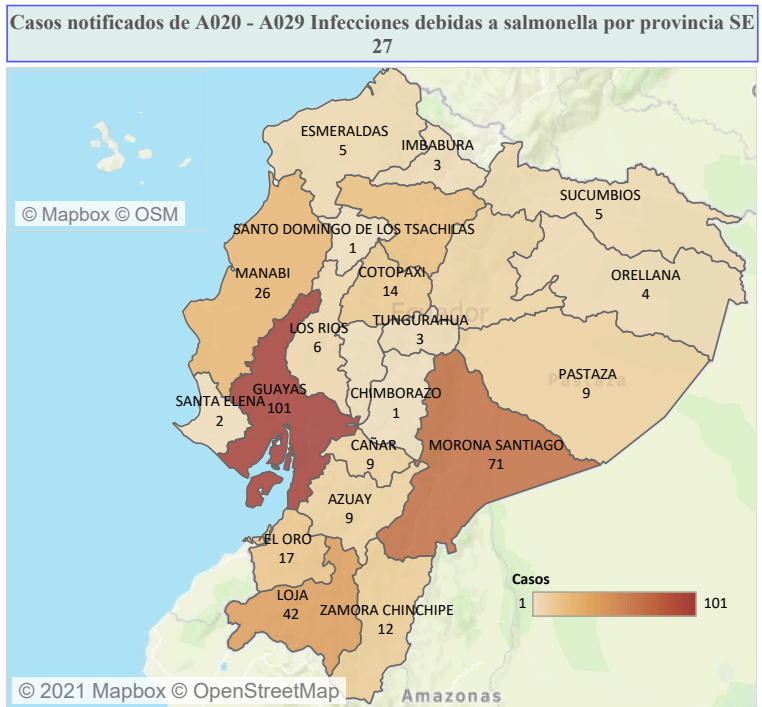 Casos notificados de A020 - A029 Infecciones debidas a salmonella por provincia SE
27
ESMERALDAS
5
IMBABURA
3
SUCUMBIOS
5
© Mapbox © OSM
SANTO DOMINGO DE LOS TSACHILAS
1
MANABI
26
COTOPAXI
14
ORELLANA
4
Ecuador
TUNGURAHUA
3
LOS RIOS
6
PASTAZA
Pastaza
9
GUAYAS
101
SANTA ELENA
2
CHIMBORAZO
1
CAÑAR
9
MORONA SANTIAGO
71
AZUAY
9
EL ORO
17
LOJA
42
ZAMORA CHINCHIPE
12
Casos
1 101
© 2021 Mapbox © OpenStreetMap
Amazonas